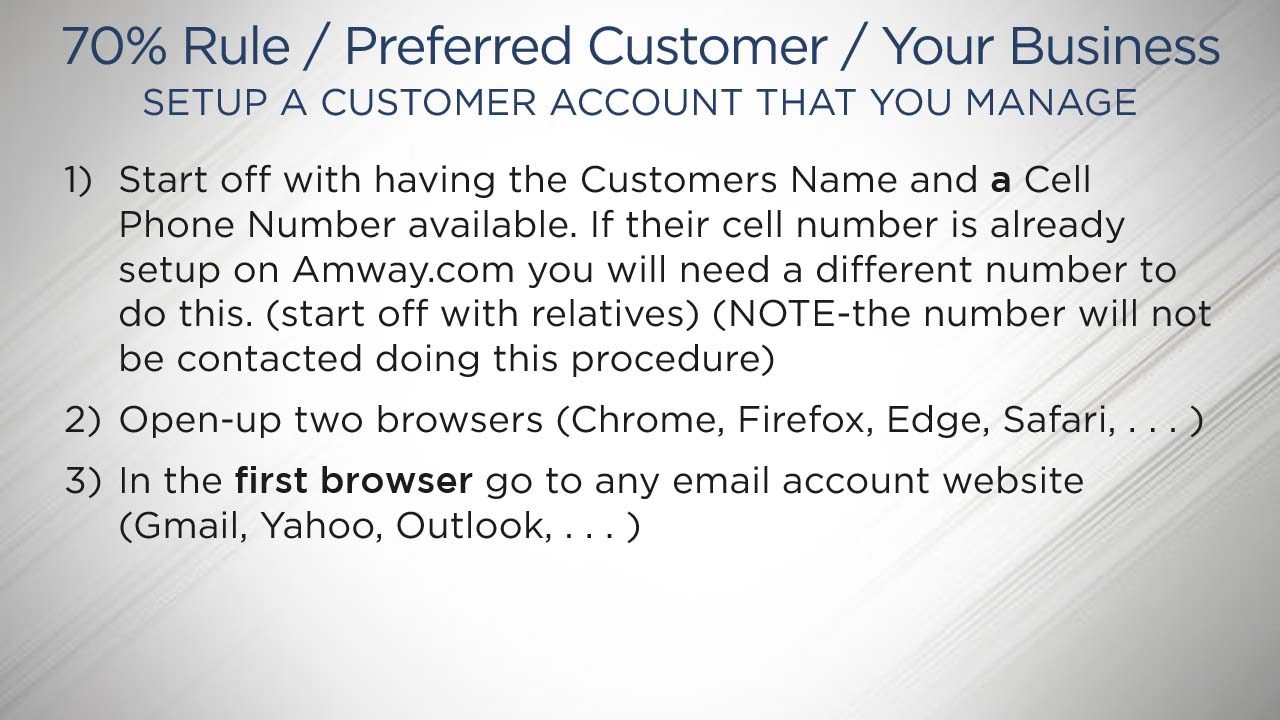 70% Rule / Preferred Customer / Your Business
SETUP A CUSTOMER ACCOUNT THAT YOU MANAGE
1) Start off with having the Customers Name and a Cell
Phone Number available. If their cell number is already
setup on Amway.com you will need a different number to
do this. (start off with relatives) (NOTE-the number will not
be contacted doing this procedure)
2) Open-up two browsers (Chrome, Firefox, Edge, Safari, . . . )
3) In the first browser go to any email account website
(Gmail, Yahoo, Outlook, . . . )